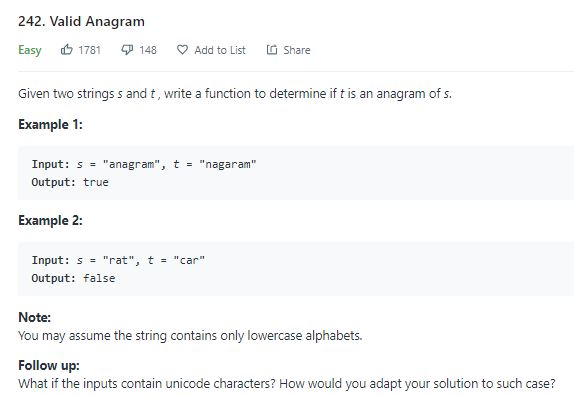 242. Valid Anagram
Easy 1781 148 Add to List Share
Given two strings s and t , write a function to determine if t is an anagram of s.
Example 1:
Input: s = "anagram", t = "nagaram"
Output: true
Example 2:
Input: s = "rat", t = "car"
Output: false
Note:
You may assume the string contains only lowercase alphabets.
Follow up:
What if the inputs contain unicode characters? How would you adapt your solution to such case?